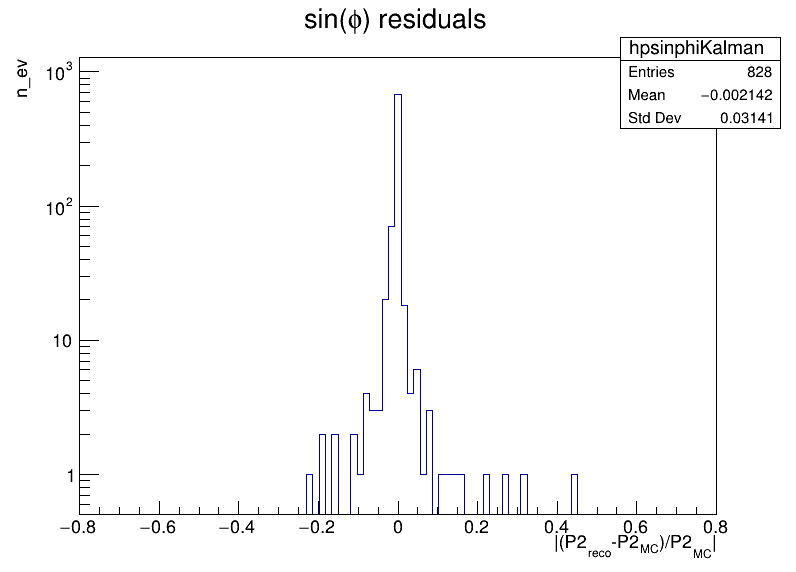 sin(ϕ) residuals
hpsinphiKalman
Entries 828
Mean −0.002142
Std Dev 0.03141
n_ev
10³
10²
10
1
−0.8 −0.6 −0.4 −0.2 0 0.2 0.4 0.6 0.8
|(P2reco-P2MC)/P2MC|